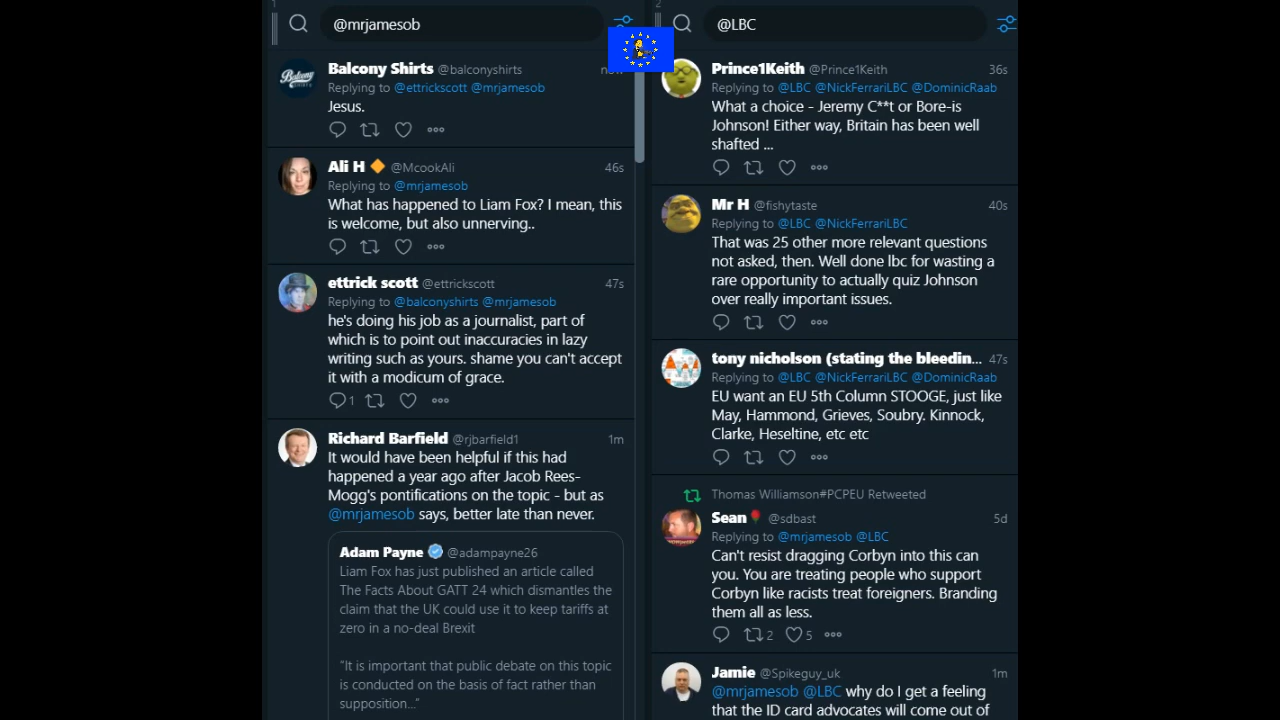 1
@mrjamesob
Balcony Shirts @balconyshirts
Replying to @ettrickscott @mrjamesob
Jesus.
Ali H @McookAli 46s
Replying to @mrjamesob
What has happened to Liam Fox? I mean, this
is welcome, but also unnerving..
ettrick scott @ettrickscott 47s
Replying to @balconyshirts @mrjamesob
he's doing his job as a journalist, part of
which is to point out inaccuracies in lazy
writing such as yours. shame you can't accept
it with a modicum of grace.
1
Richard Barfield @rjbarfield1 1m
It would have been helpful if this had
happened a year ago after Jacob Rees-
Mogg's pontifications on the topic - but as
@mrjamesob says, better late than never.
Adam Payne @adampayne26
Liam Fox has just published an article called
The Facts About GATT 24 which dismantles the
claim that the UK could use it to keep tariffs at
zero in a no-deal Brexit
"It is important that public debate on this topic
is conducted on the basis of fact rather than
supposition..."
2
@LBC
Prince1Keith @Prince1Keith 36s
Replying to @LBC @NickFerrariLBC @DominicRaab
What a choice - Jeremy C**t or Bore-is
Johnson! Either way, Britain has been well
shafted ...
Mr H @fishytaste 40s
Replying to @LBC @NickFerrariLBC
That was 25 other more relevant questions
not asked, then. Well done lbc for wasting a
rare opportunity to actually quiz Johnson
over really important issues.
tony nicholson (stating the bleedin... 47s
Replying to @LBC @NickFerrariLBC @DominicRaab
EU want an EU 5th Column STOOGE, just like
May, Hammond, Grieves, Soubry. Kinnock,
Clarke, Heseltine, etc etc
Thomas Williamson#PCPEU Retweeted
Sean @sdbast 5d
Replying to @mrjamesob @LBC
Can't resist dragging Corbyn into this can
you. You are treating people who support
Corbyn like racists treat foreigners. Branding
them all as less.
2 5
Jamie @Spikeguy_uk 1m
@mrjamesob @LBC why do I get a feeling
that the ID card advocates will come out of